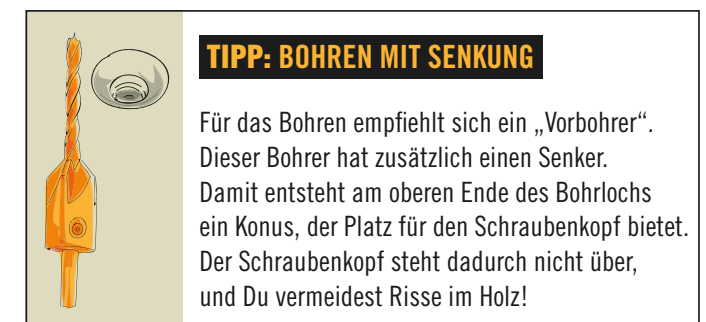 TIPP: BOHREN MIT SENKUNG
Für das Bohren empfiehlt sich ein „Vorbohrer“.
Dieser Bohrer hat zusätzlich einen Senker.
Damit entsteht am oberen Ende des Bohrlochs
ein Konus, der Platz für den Schraubenkopf bietet.
Der Schraubenkopf steht dadurch nicht über,
und Du vermeidest Risse im Holz!